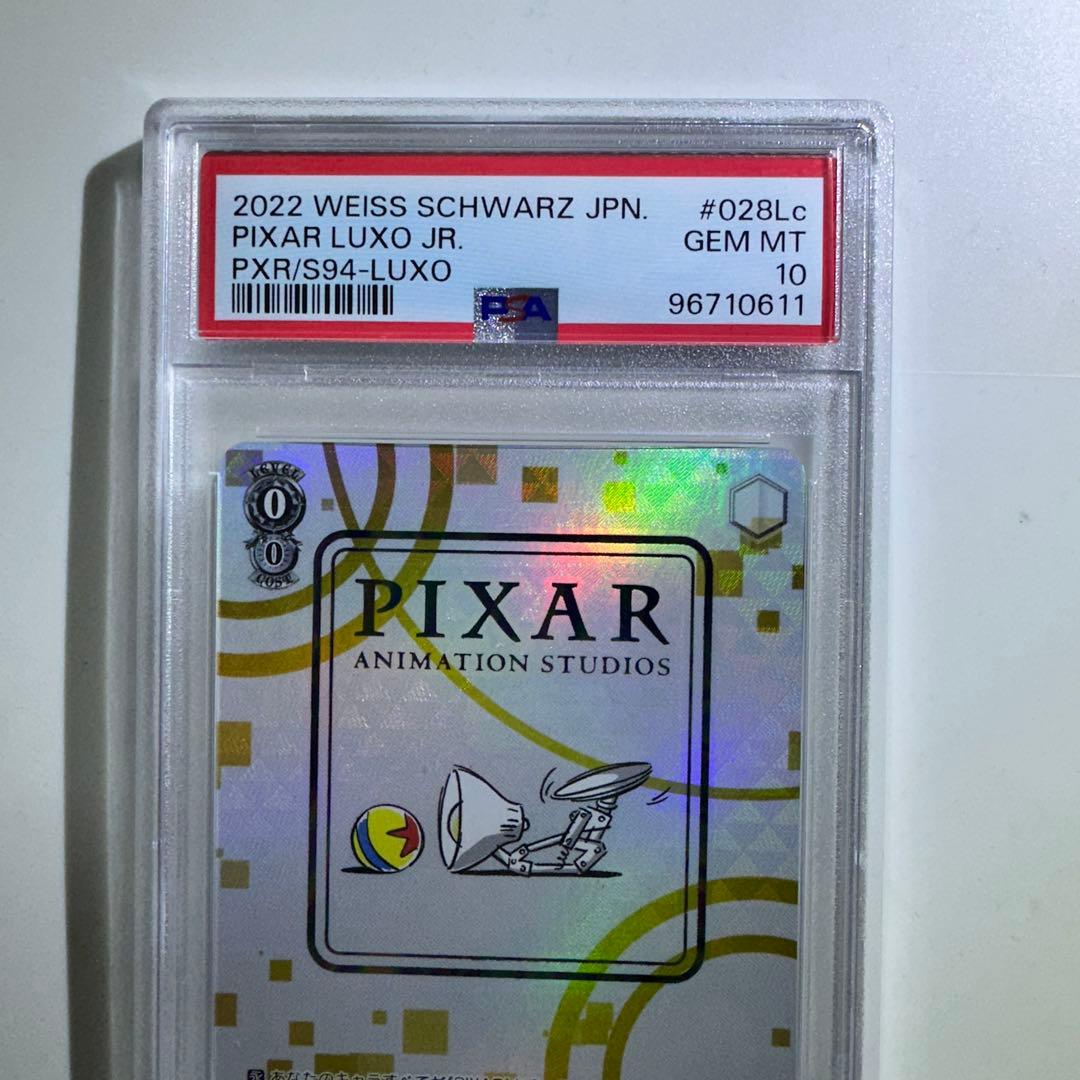 2022 WEISS SCHWARZ JPN. #028Lc
PIXAR LUXO JR. GEM MT
PXR/S94-LUXO 10
96710611
PSA
LEVEL
0
0
COST
PIXAR
ANIMATION STUDIOS